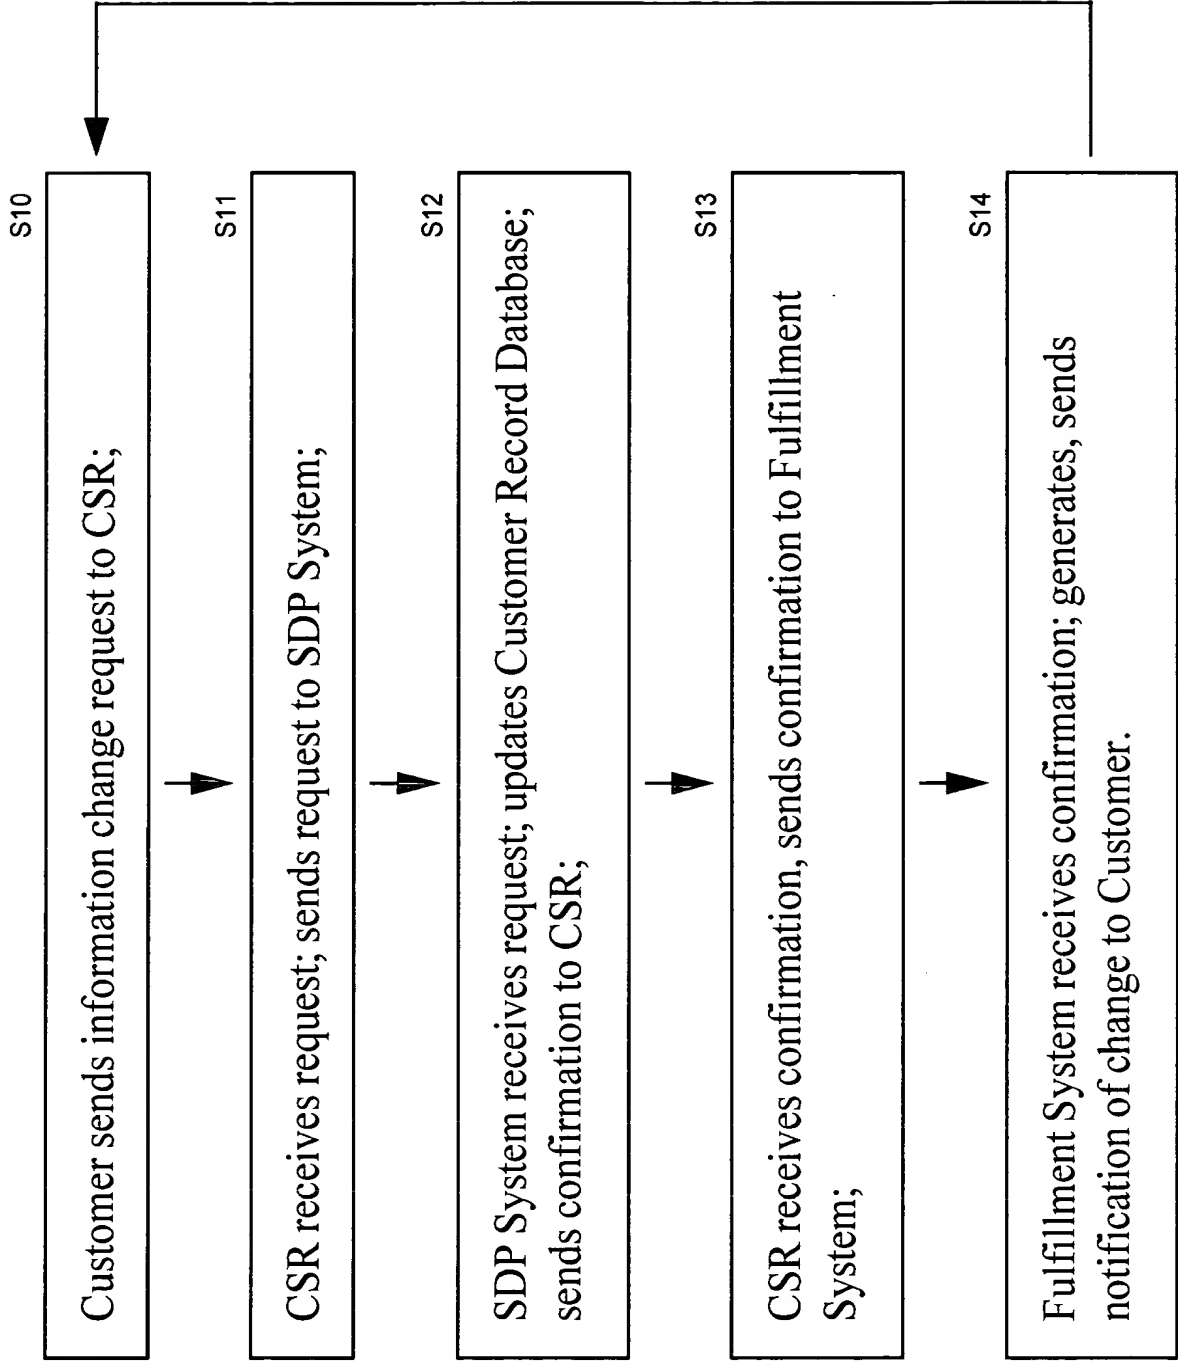 S10
Customer sends information change request to CSR;
S11
CSR receives request; sends request to SDP System;
S12
SDP System receives request; updates Customer Record Database;
sends confirmation to CSR;
S13
CSR receives confirmation, sends confirmation to Fulfillment
System;
S14
Fulfillment System receives confirmation; generates, sends
notification of change to Customer.